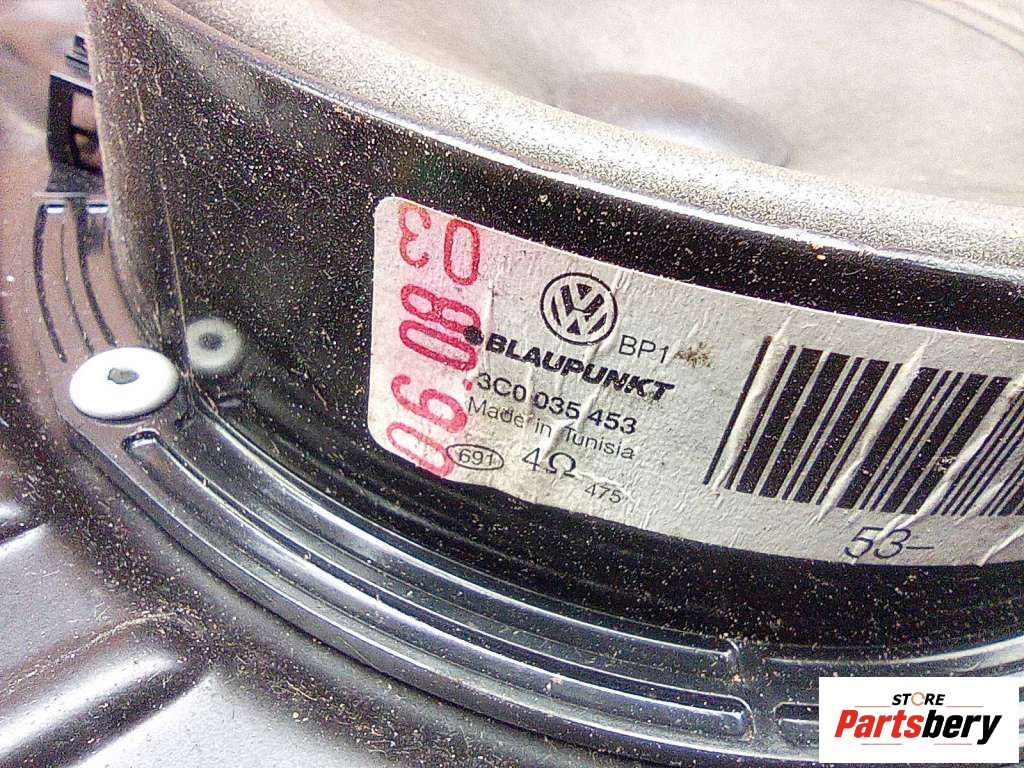 03.08.06
BP1
BLAUPUNKT
3C0 035 453
Made in Tunisia
691 4Ω 475
53-
STORE
Partsbery